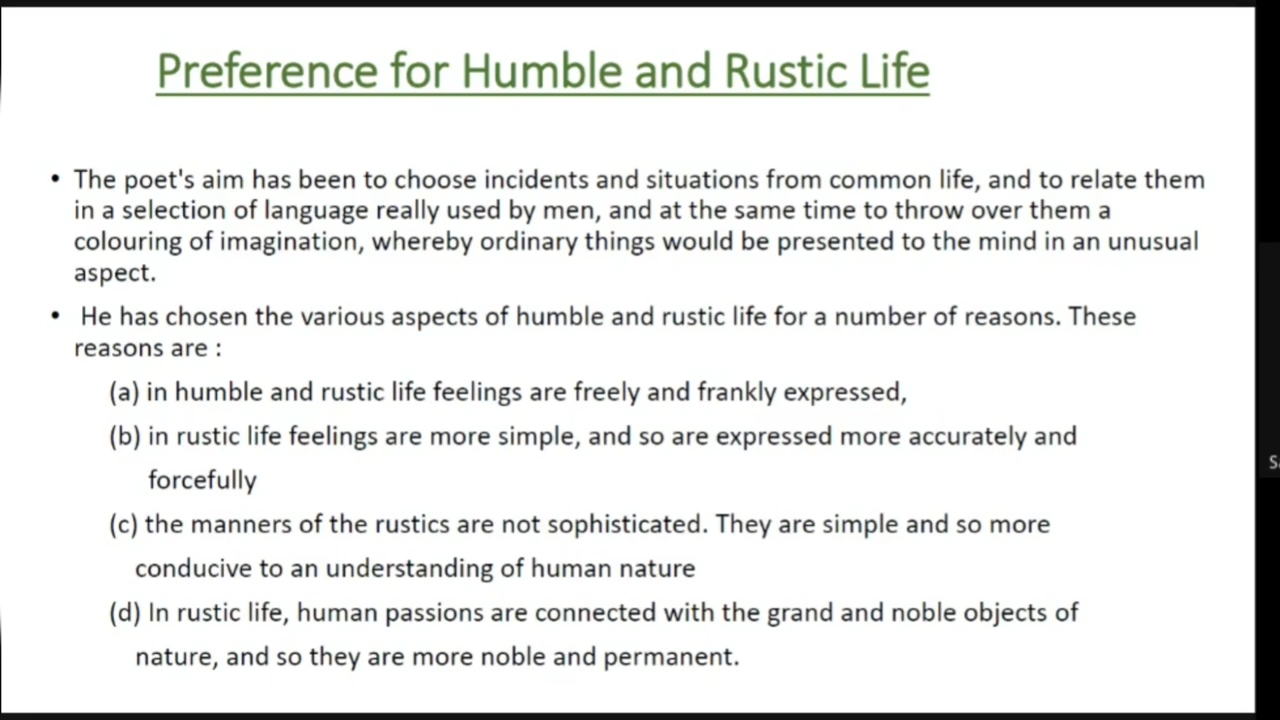 Preference for Humble and Rustic Life
• The poet's aim has been to choose incidents and situations from common life, and to relate them
in a selection of language really used by men, and at the same time to throw over them a
colouring of imagination, whereby ordinary things would be presented to the mind in an unusual
aspect.
• He has chosen the various aspects of humble and rustic life for a number of reasons. These
reasons are :
(a) in humble and rustic life feelings are freely and frankly expressed,
(b) in rustic life feelings are more simple, and so are expressed more accurately and
forcefully
(c) the manners of the rustics are not sophisticated. They are simple and so more
conducive to an understanding of human nature
(d) In rustic life, human passions are connected with the grand and noble objects of
nature, and so they are more noble and permanent.